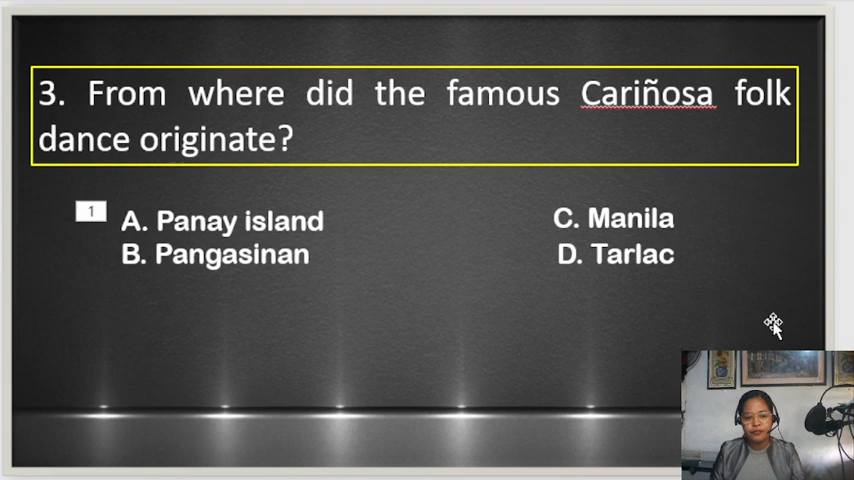 3. From where did the famous Cariñosa folk
dance originate?
1
A. Panay island
B. Pangasinan
C. Manila
D. Tarlac